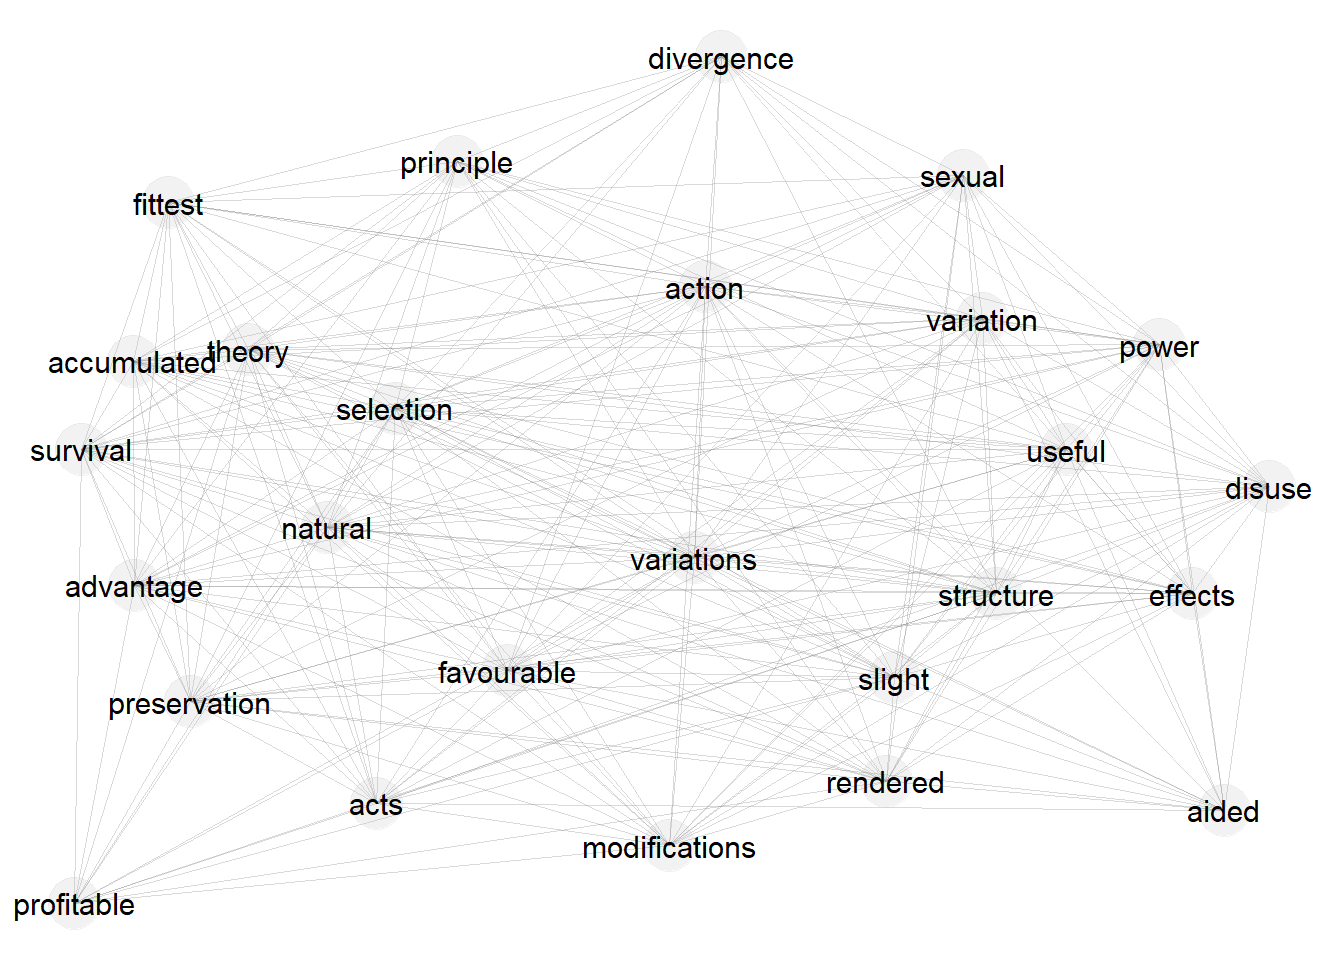 divergence
principle
sexual
fittest
action
variation
power
theory
accumulated
selection
survival
useful
disuse
natural
variations
advantage
structure
effects
favourable
slight
preservation
rendered
acts
aided
modifications
profitable